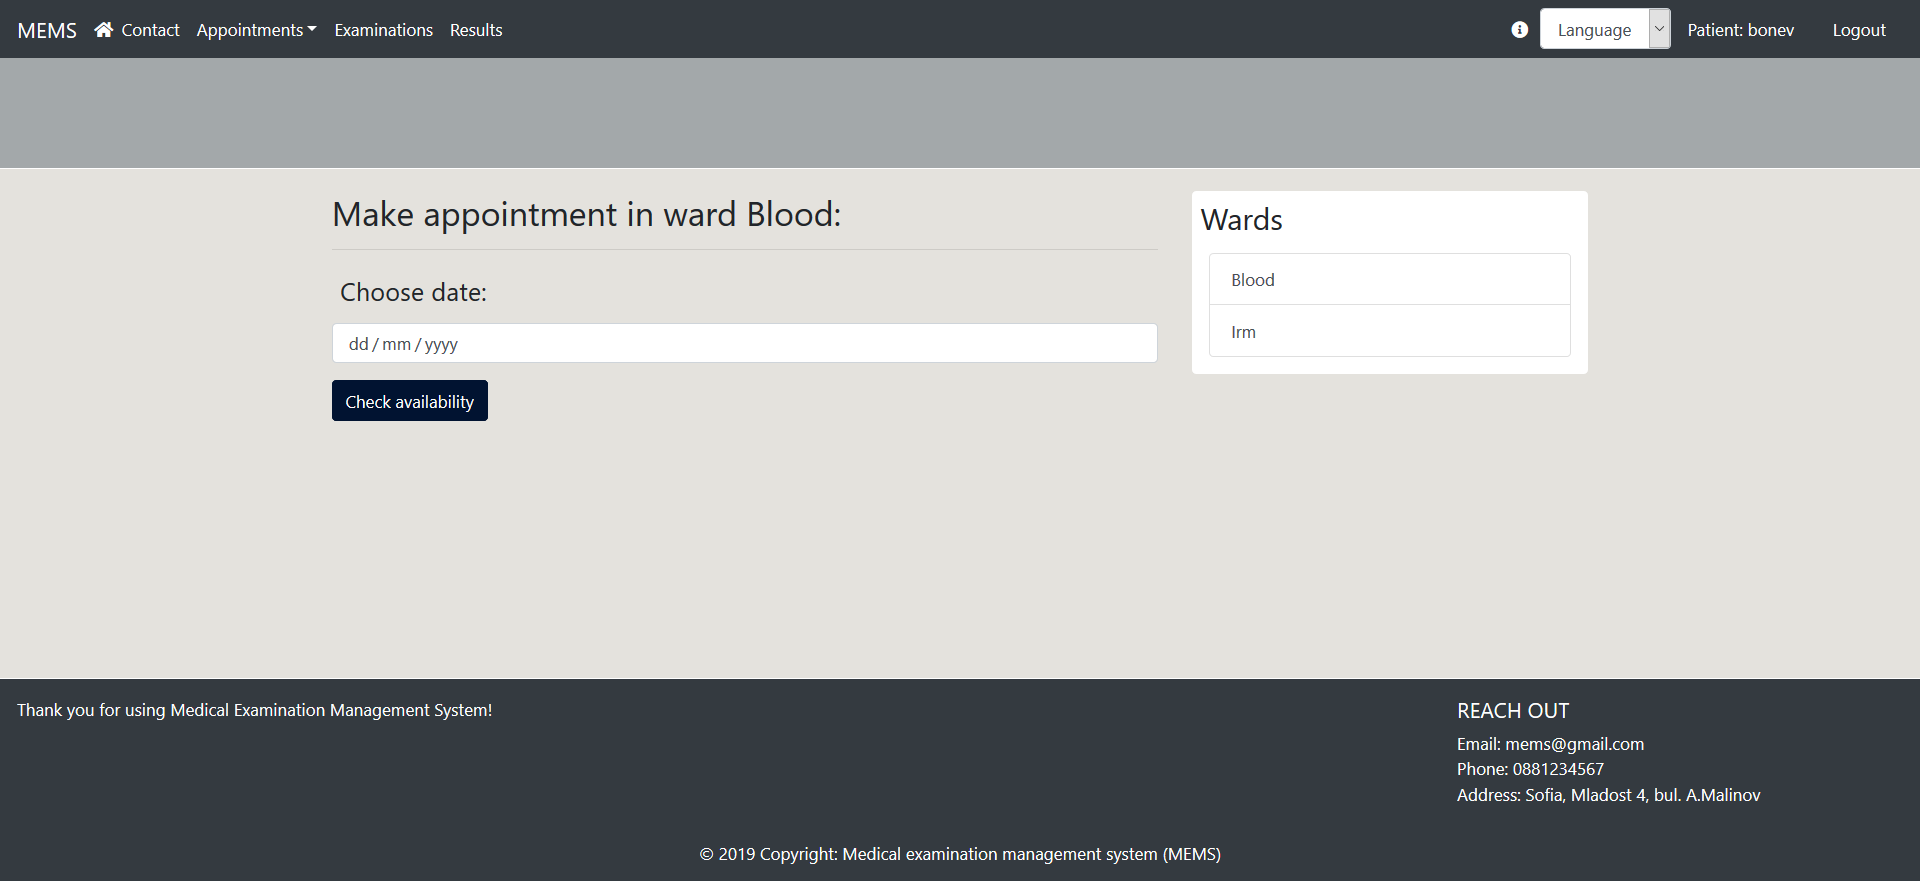 MEMS Contact Appointments Examinations Results Language Patient: bonev Logout
Make appointment in ward Blood:
Choose date:
dd / mm / yyyy
Check availability
Wards
Blood
Irm
Thank you for using Medical Examination Management System!
REACH OUT
Email: mems@gmail.com
Phone: 0881234567
Address: Sofia, Mladost 4, bul. A.Malinov
© 2019 Copyright: Medical examination management system (MEMS)